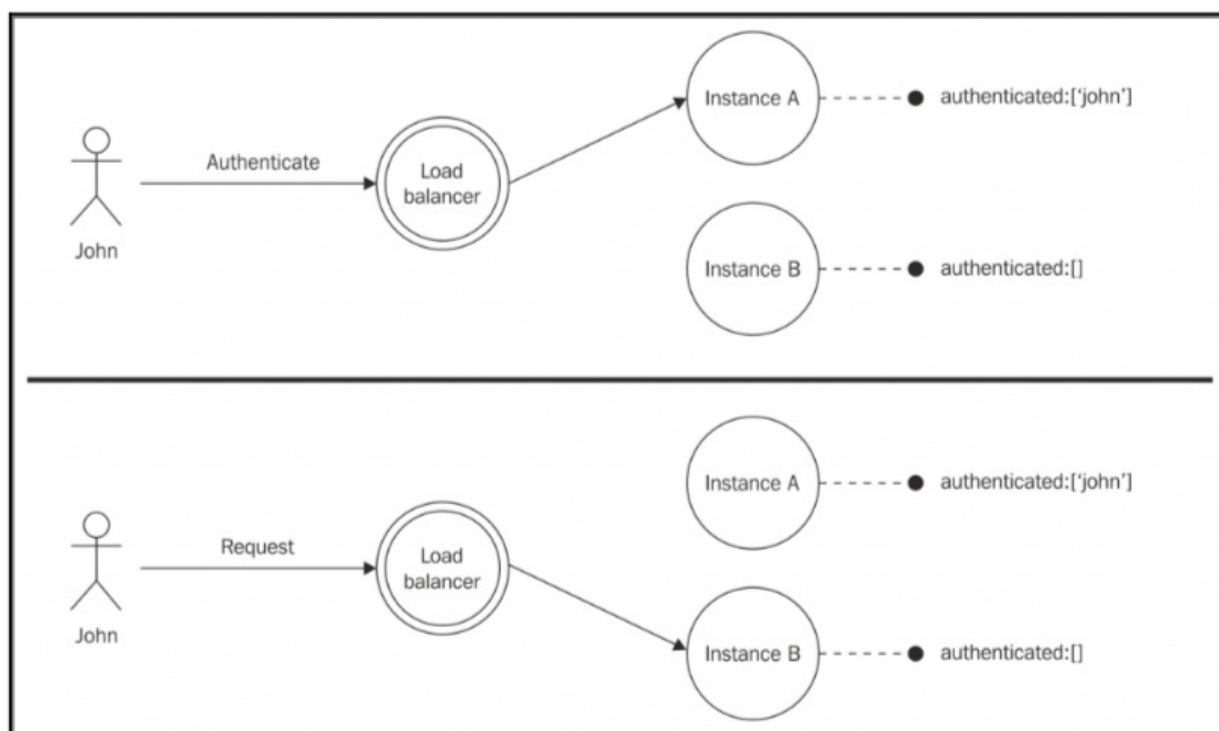 Instance A
authenticated:[‘john’]
Authenticate
Load
balancer
John
Instance B
authenticated:[]
Instance A
authenticated:[‘john’]
Request
Load
balancer
John
Instance B
authenticated:[]